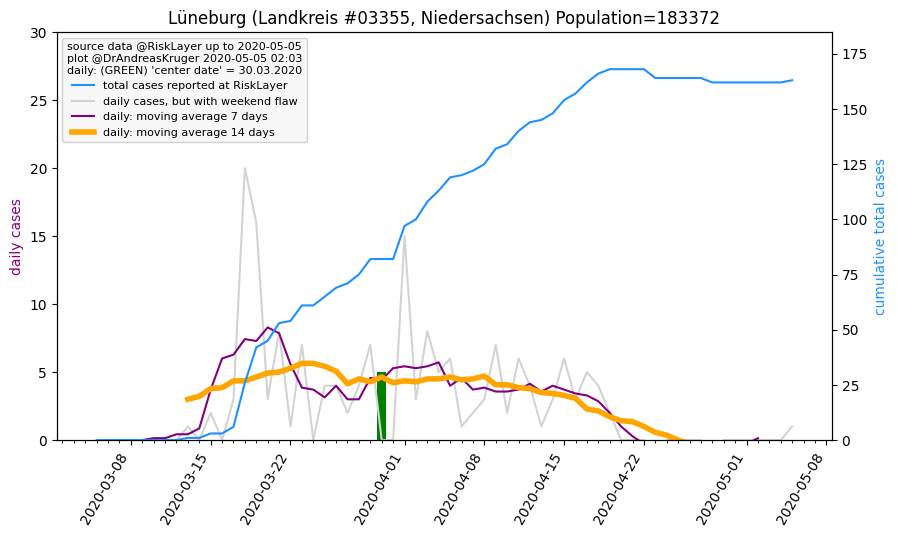 Lüneburg (Landkreis #03355, Niedersachsen) Population=183372
source data @RiskLayer up to 2020-05-05
plot @DrAndreasKruger 2020-05-05 02:03
daily: (GREEN) 'center date' = 30.03.2020
total cases reported at RiskLayer
daily cases, but with weekend flaw
daily: moving average 7 days
daily: moving average 14 days
daily cases
30
25
20
15
10
5
0
cumulative total cases
175
150
125
100
75
50
25
0
2020-03-08
2020-03-15
2020-03-22
2020-04-01
2020-04-08
2020-04-15
2020-04-22
2020-05-01
2020-05-08